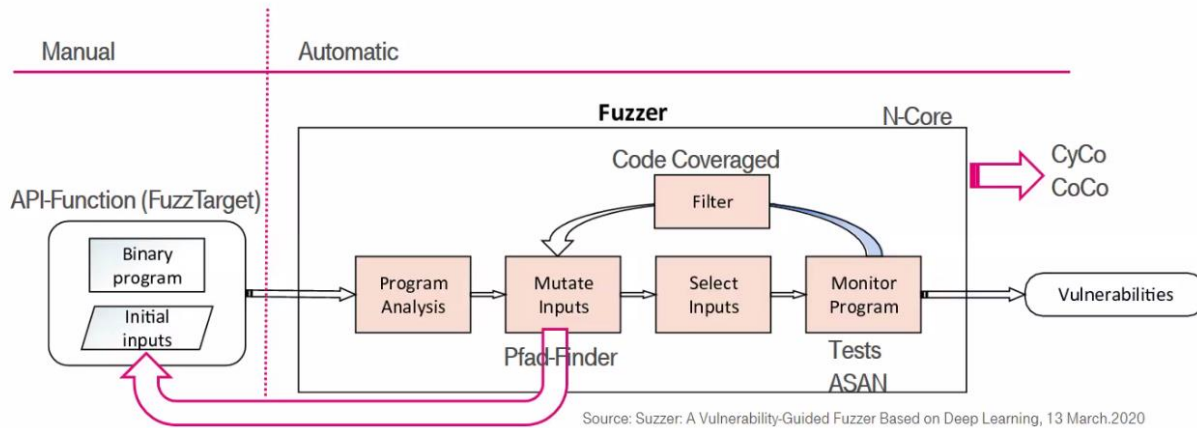 Manual
Automatic
Fuzzer
N-Core
Code Coveraged
CyCo
CoCo
API-Function (FuzzTarget)
Filter
Binary
program
Initial
inputs
Program
Analysis
Mutate
Inputs
Select
Inputs
Monitor
Program
Vulnerabilities
Pfad-Finder
Tests
ASAN
Source: Suzzer: A Vulnerability-Guided Fuzzer Based on Deep Learning, 13 March.2020